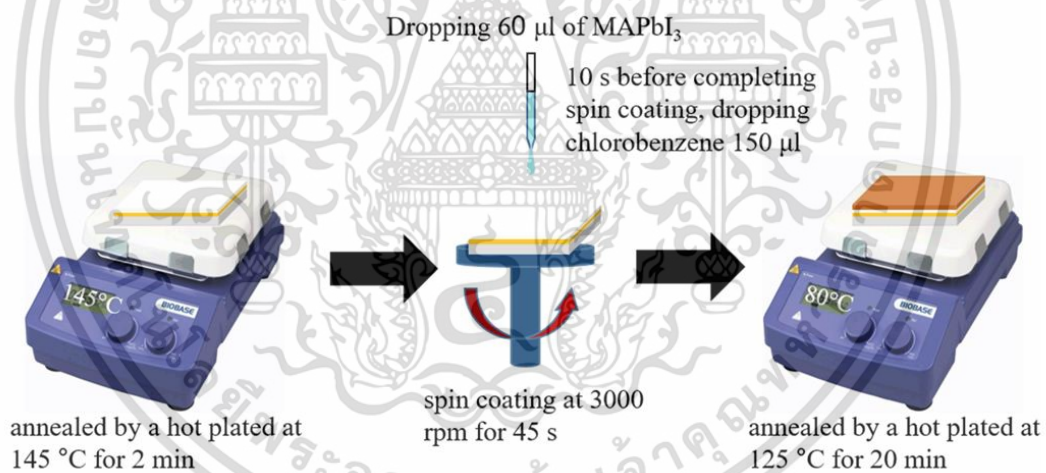 Dropping 60 µl of MAPbI₃
10 s before completing
spin coating, dropping
chlorobenzene 150 µl
145°C
BIOBASE
80°C
BIOBASE
spin coating at 3000
rpm for 45 s
annealed by a hot plated at
145 °C for 2 min
annealed by a hot plated at
125 °C for 20 min